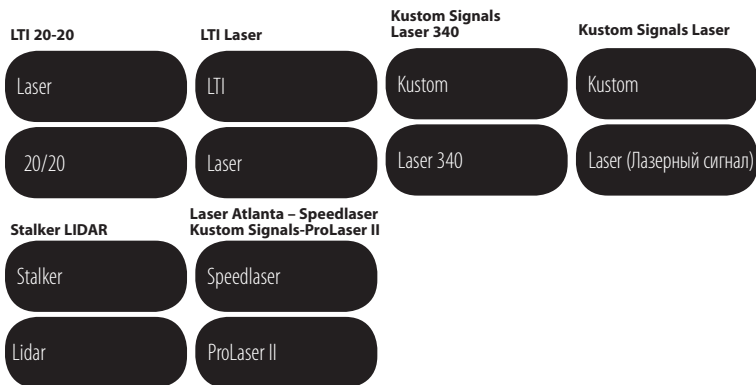 LTI 20-20
Laser
20/20
LTI Laser
LTI
Laser
Kustom Signals
Laser 340
Kustom
Laser 340
Kustom Signals Laser
Kustom
Laser (Лазерный сигнал)
Stalker LIDAR
Stalker
Lidar
Laser Atlanta – Speedlaser
Kustom Signals-ProLaser II
Speedlaser
ProLaser II